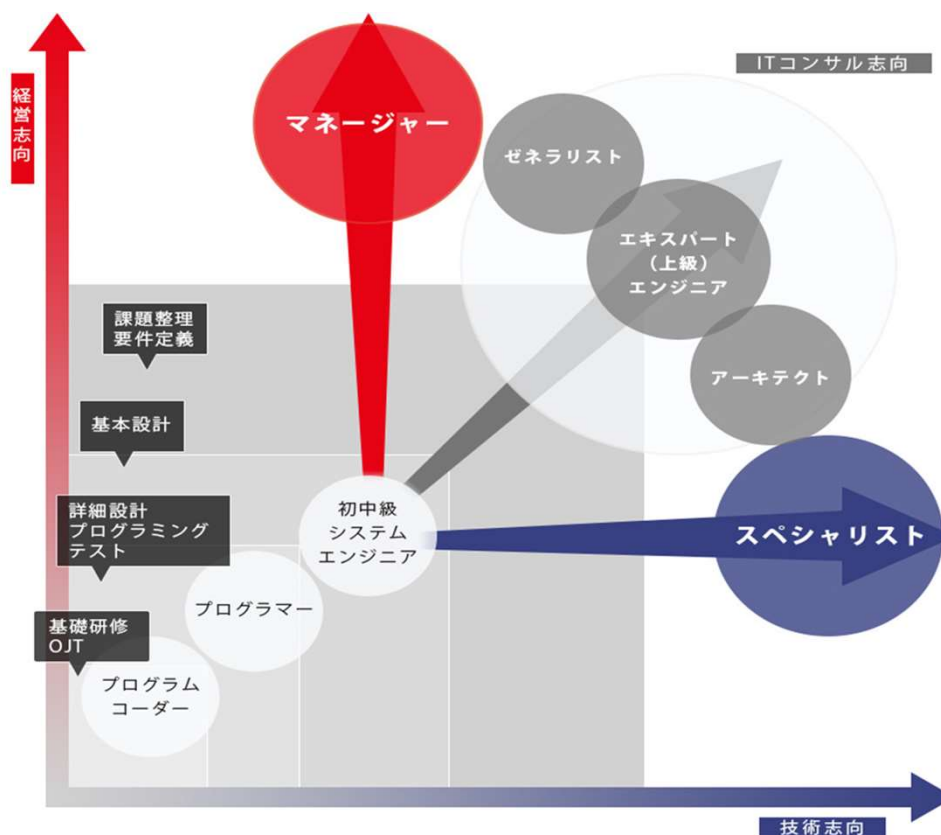 ITコンサル志向
経営志向
マネージャー
ゼネラリスト
エキスパート
（上級）
エンジニア
アーキテクト
課題整理
要件定義
基本設計
詳細設計
プログラミング
テスト
初中級
システム
エンジニア
スペシャリスト
プログラマー
基礎研修
OJT
プログラム
コーダー
技術志向